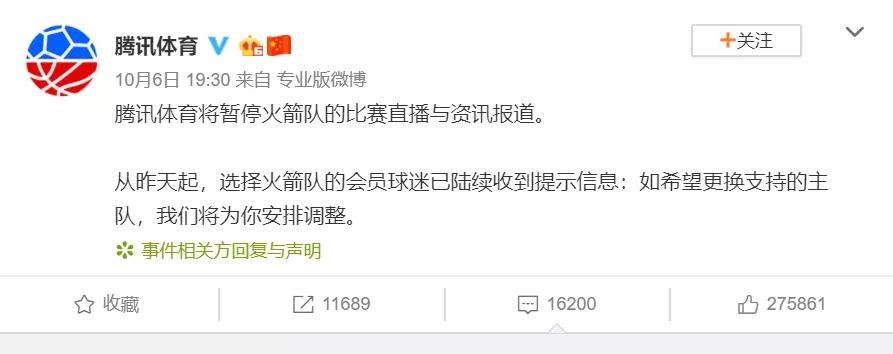 腾讯体育
+关注
10月6日 19:30 来自 专业版微博
腾讯体育将暂停火箭队的比赛直播与资讯报道。
从昨天起，选择火箭队的会员球迷已陆续收到提示信息：如希望更换支持的主
队，我们将为你安排调整。
事件相关方回复与声明
收藏
11689
16200
275861